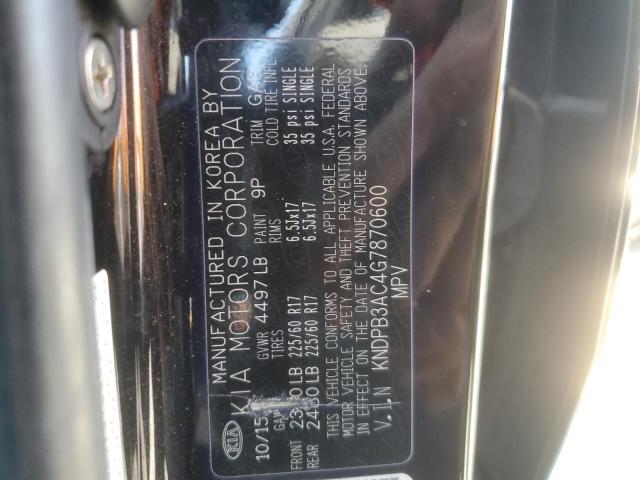 MANUFACTURED IN KOREA BY
KIA KIA MOTORS CORPORATION
10/15 GVWR 4497LB PAINT 9P TRIM
TIRES RIMS COLD TIRE INFL
FRONT 225/60 R17 6.5Jx17 35 psi SINGLE
REAR 225/60 R17 6.5Jx17 35 psi SINGLE
THIS VEHICLE CONFORMS TO ALL APPLICABLE U.S.A. FEDERAL
MOTOR VEHICLE SAFETY AND THEFT PREVENTION STANDARDS
IN EFFECT ON THE DATE OF MANUFACTURE SHOWN ABOVE.
V.I.N KNDPB3AC4G7870600
MPV